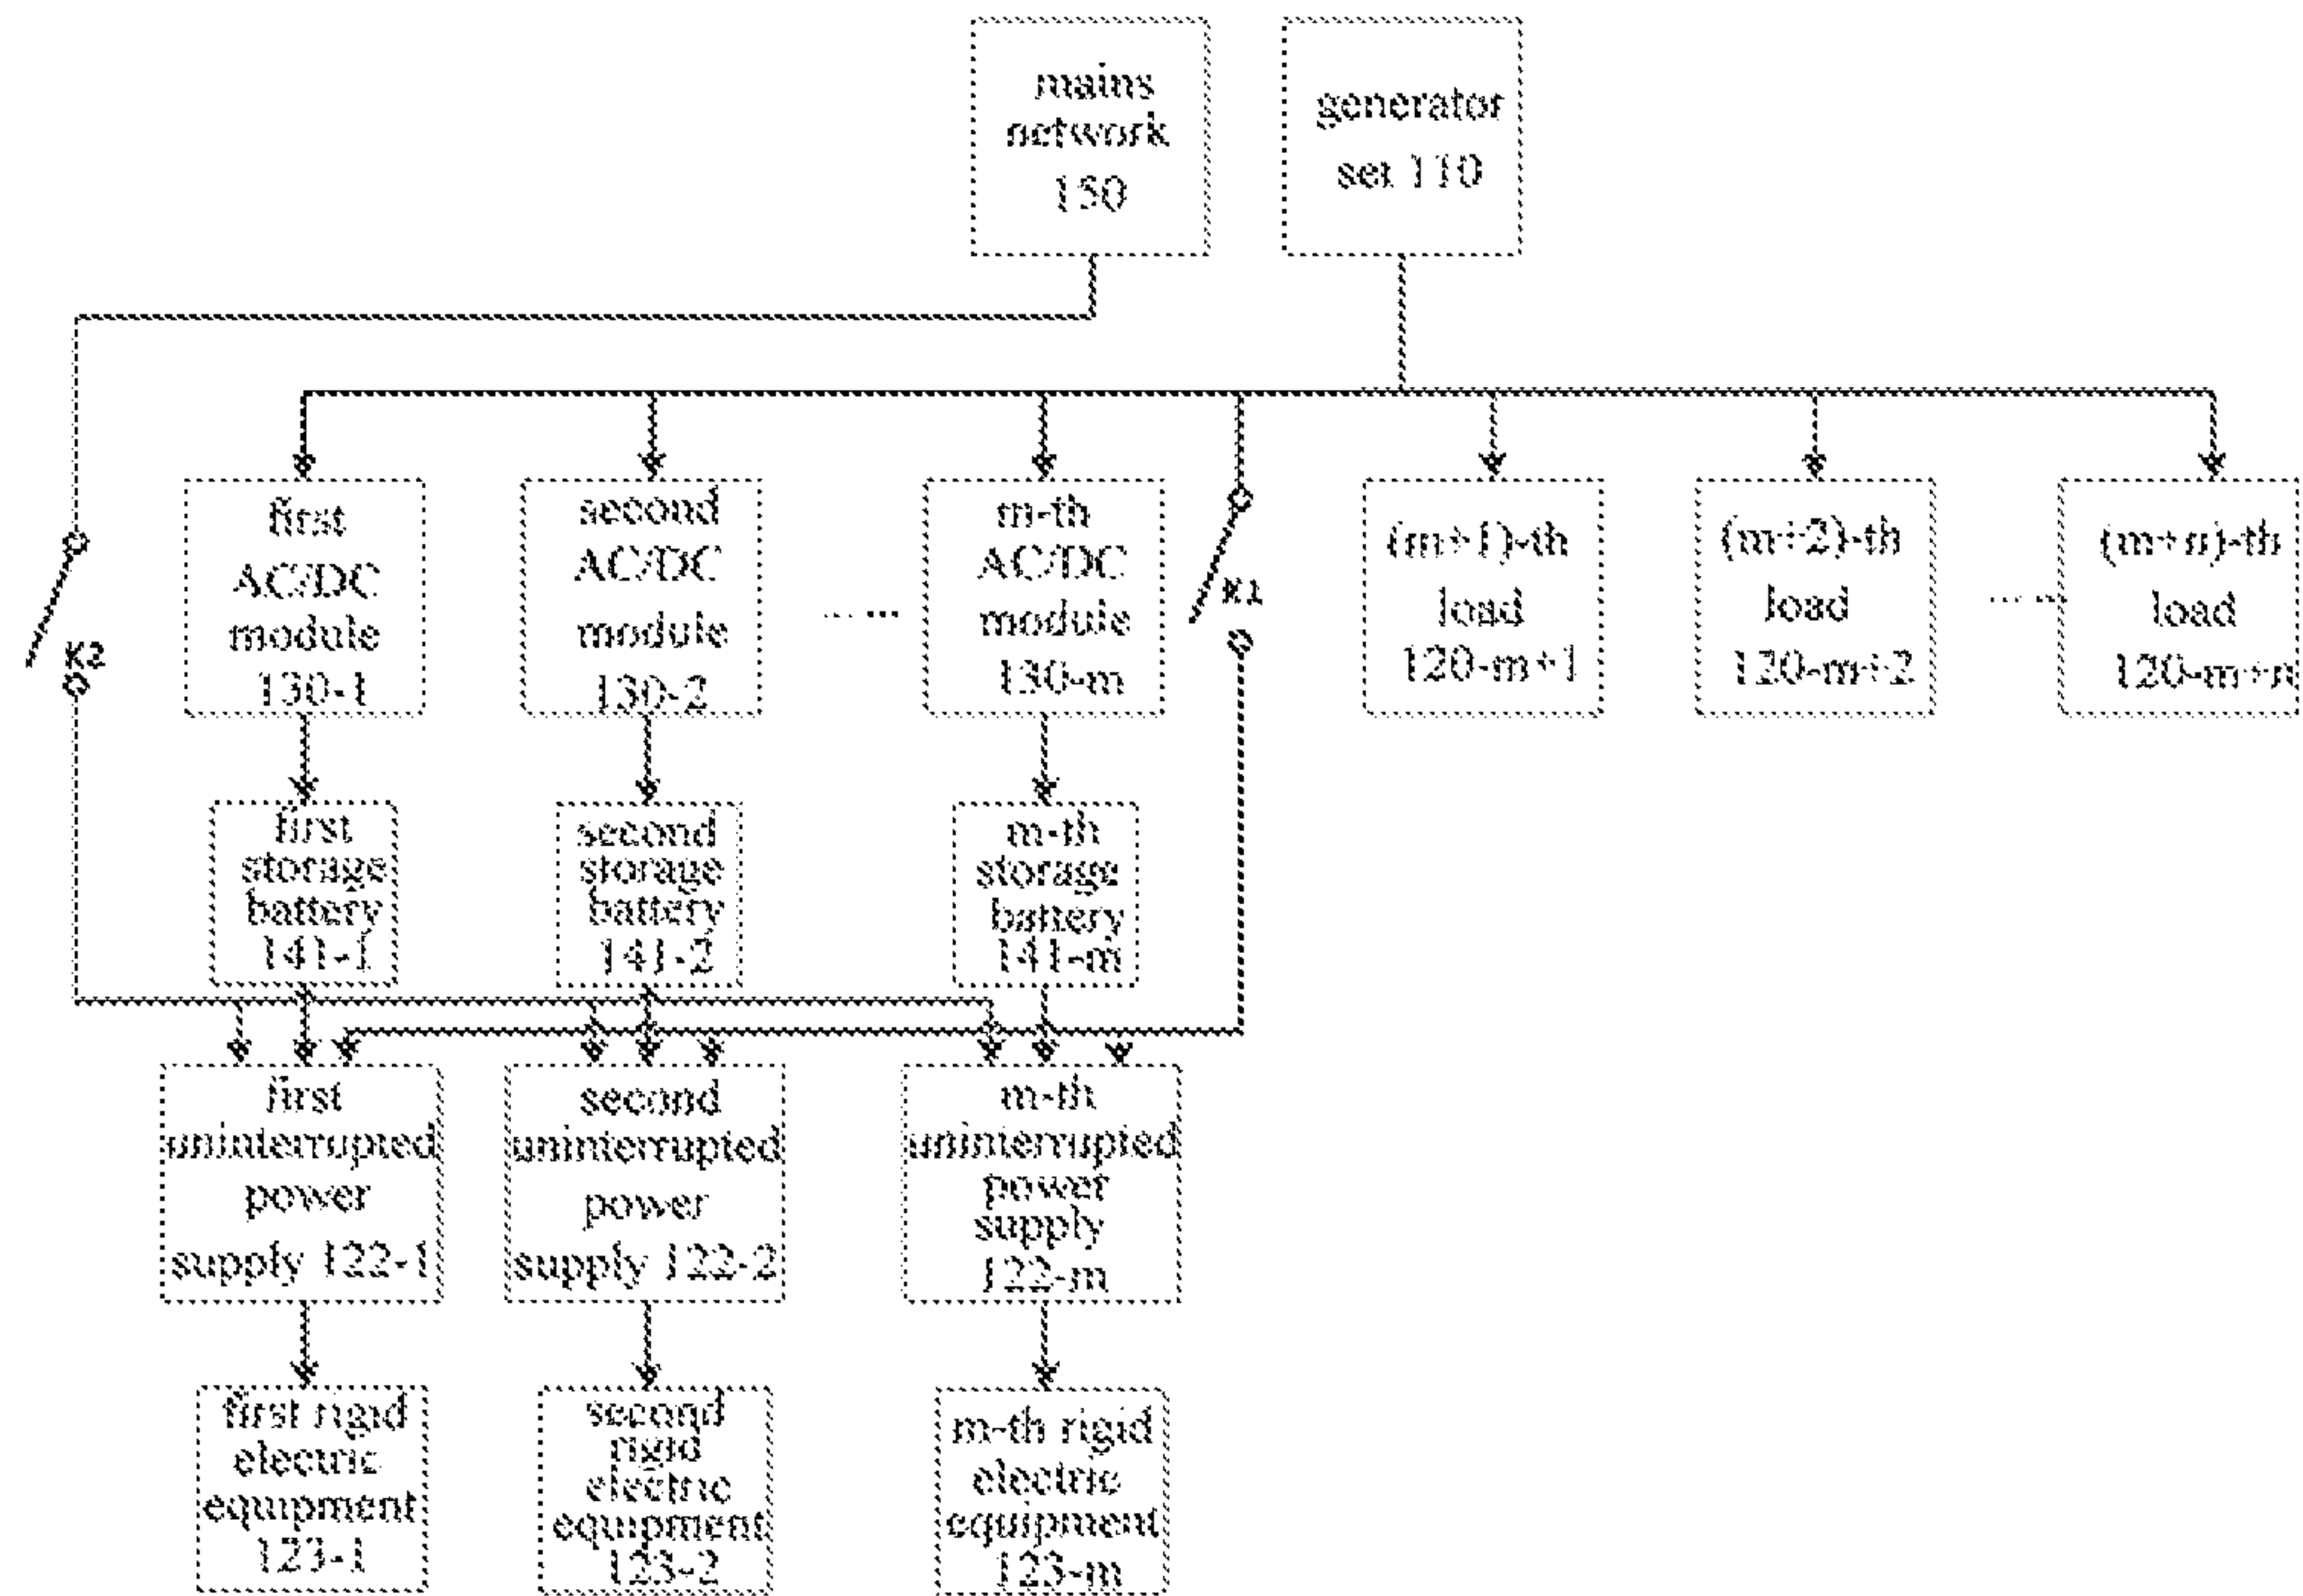 mains
network
150
generator
set 110
first
AC/DC
module
130-1
second
AC/DC
module
130-2
......
m-th
AC/DC
module
130-m
K1
K2
(m+1)-th
load
120-m+1
(m+2)-th
load
120-m+2
......
(m+n)-th
load
120-m+n
first
storage
battery
141-1
second
storage
battery
141-2
m-th
storage
battery
141-m
first
uninterrupted
power
supply 122-1
second
uninterrupted
power
supply 122-2
m-th
uninterrupted
power
supply
122-m
first rigid
electric
equipment
123-1
second
rigid
electric
equipment
123-2
m-th rigid
electric
equipment
123-m